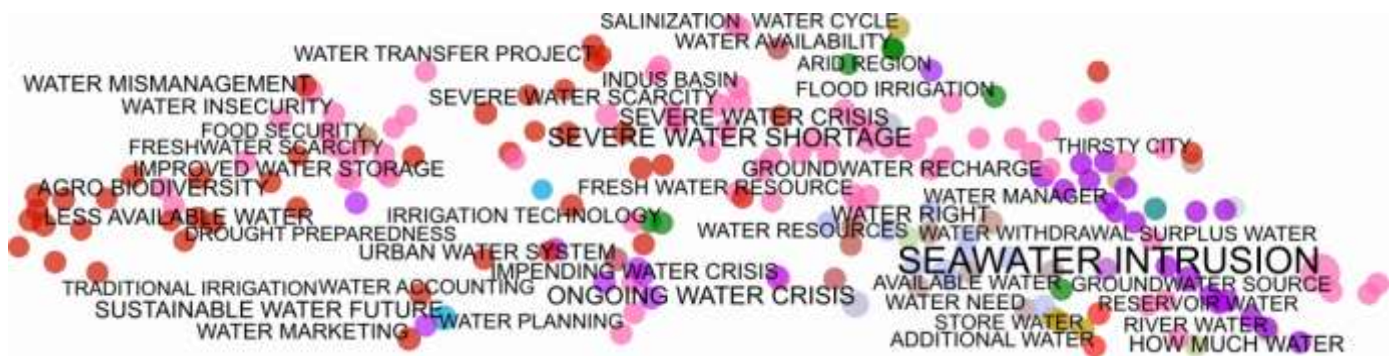 SALINIZATION WATER CYCLE
WATER AVAILABILITY
WATER TRANSFER PROJECT
ARID REGION
WATER MISMANAGEMENT
INDUS BASIN
FLOOD IRRIGATION
SEVERE WATER SCARCITY
WATER INSECURITY
SEVERE WATER CRISIS
FOOD SECURITY
SEVERE WATER SHORTAGE
FRESHWATER SCARCITY
THIRSTY CITY
IMPROVED WATER STORAGE
GROUNDWATER RECHARGE
AGRO BIODIVERSITY
FRESH WATER RESOURCE
WATER MANAGER
LESS AVAILABLE WATER
IRRIGATION TECHNOLOGY
WATER RIGHT
DROUGHT PREPAREDNESS
WATER RESOURCES
WATER WITHDRAWAL SURPLUS WATER
URBAN WATER SYSTEM
SEAWATER INTRUSION
IMPENDING WATER CRISIS
TRADITIONAL IRRIGATION WATER ACCOUNTING
AVAILABLE WATER GROUNDWATER SOURCE
ONGOING WATER CRISIS
SUSTAINABLE WATER FUTURE
WATER NEED
RESERVOIR WATER
WATER MARKETING
WATER PLANNING
STORE WATER
RIVER WATER
ADDITIONAL WATER
HOW MUCH WATER